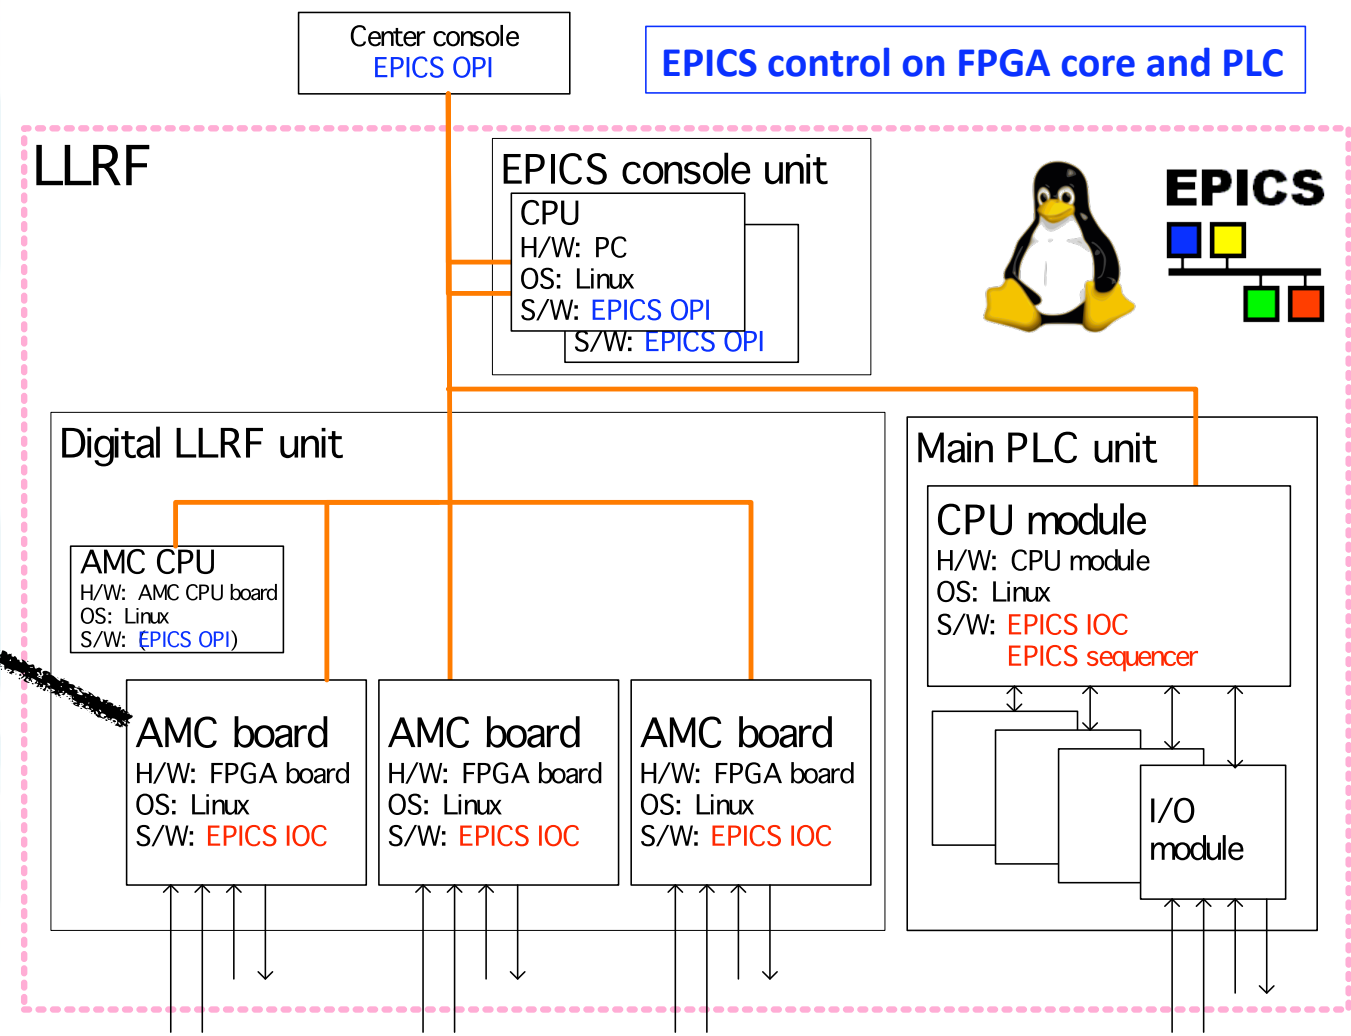 Center console
EPICS OPI
EPICS control on FPGA core and PLC
LLRF
EPICS console unit
CPU
H/W: PC
OS: Linux
S/W: EPICS OPI
S/W: EPICS OPI
EPICS
Digital LLRF unit
AMC CPU
H/W: AMC CPU board
OS: Linux
S/W: (EPICS OPI)
AMC board
H/W: FPGA board
OS: Linux
S/W: EPICS IOC
AMC board
H/W: FPGA board
OS: Linux
S/W: EPICS IOC
AMC board
H/W: FPGA board
OS: Linux
S/W: EPICS IOC
Main PLC unit
CPU module
H/W: CPU module
OS: Linux
S/W: EPICS IOC
EPICS sequencer
I/O
module